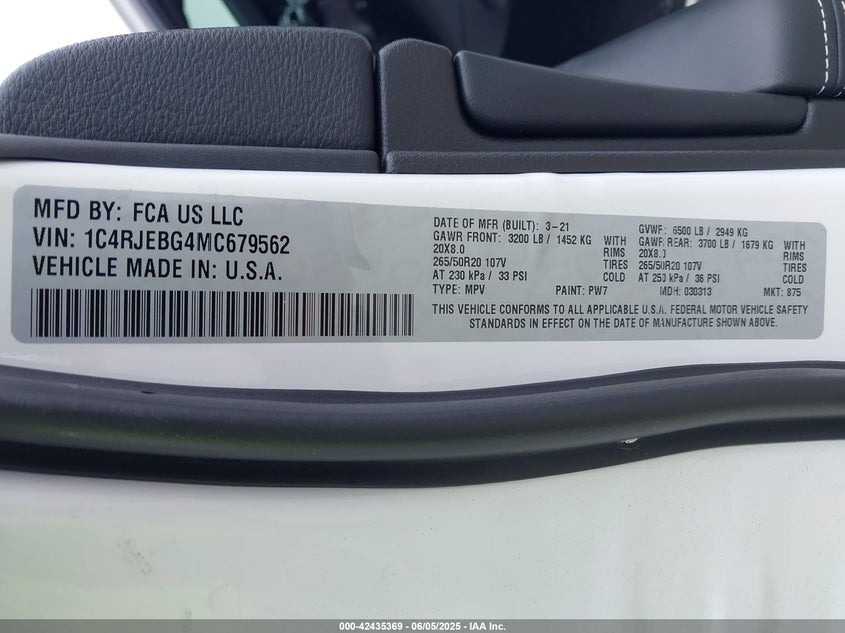 MFD BY: FCA US LLC
VIN: 1C4RJEBG4MC679562
VEHICLE MADE IN: U.S.A.
DATE OF MFR (BUILT): 3-21
GAWR FRONT: 3200 LB / 1452 KG WITH
20X8.0 RIMS
265/50R20 107V TIRES
AT 230 kPa / 33 PSI COLD
TYPE: MPV PAINT: PW7
GVWR: 6500 LB / 2949 KG
GAWR REAR: 3700 LB / 1679 KG WITH
20X8.0 RIMS
265/50R20 107V TIRES
AT 250 kPa / 36 PSI COLD
MDH: 030313 MKT: 875
THIS VEHICLE CONFORMS TO ALL APPLICABLE U.S.A. FEDERAL MOTOR VEHICLE SAFETY
STANDARDS IN EFFECT ON THE DATE OF MANUFACTURE SHOWN ABOVE.
000-42435369 - 06/05/2025 - IAA Inc.